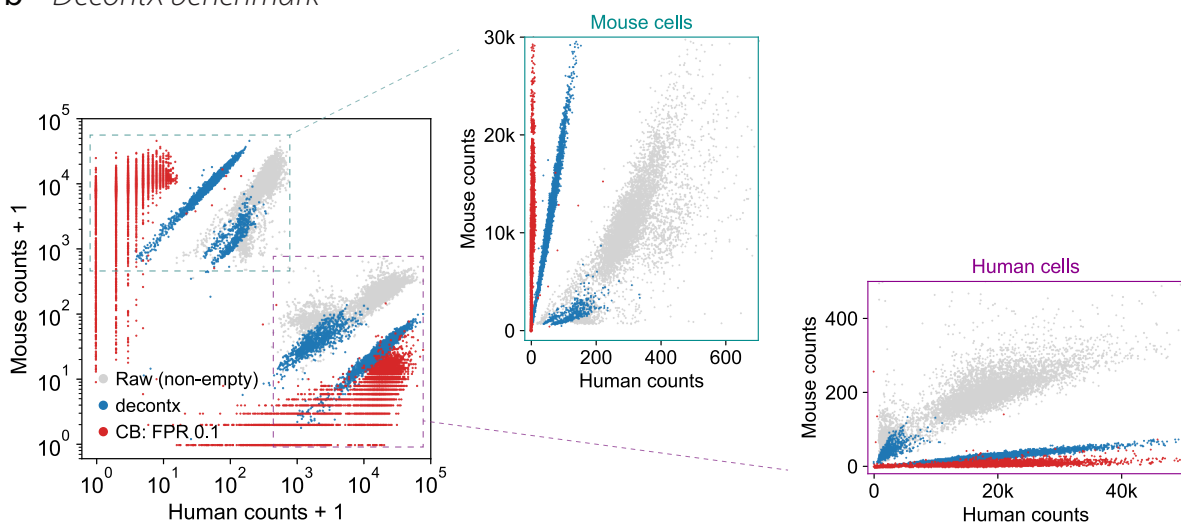 b DecontX benchmark
Mouse cells
30k
20k
10k
0
Mouse counts
0 200 400 600
Human counts
10^5
10^4
10^3
10^2
10^1
10^0
Mouse counts + 1
Raw (non-empty)
decontx
CB: FPR 0.1
10^0 10^1 10^2 10^3 10^4 10^5
Human counts + 1
Human cells
400
200
0
Mouse counts
0 20k 40k
Human counts